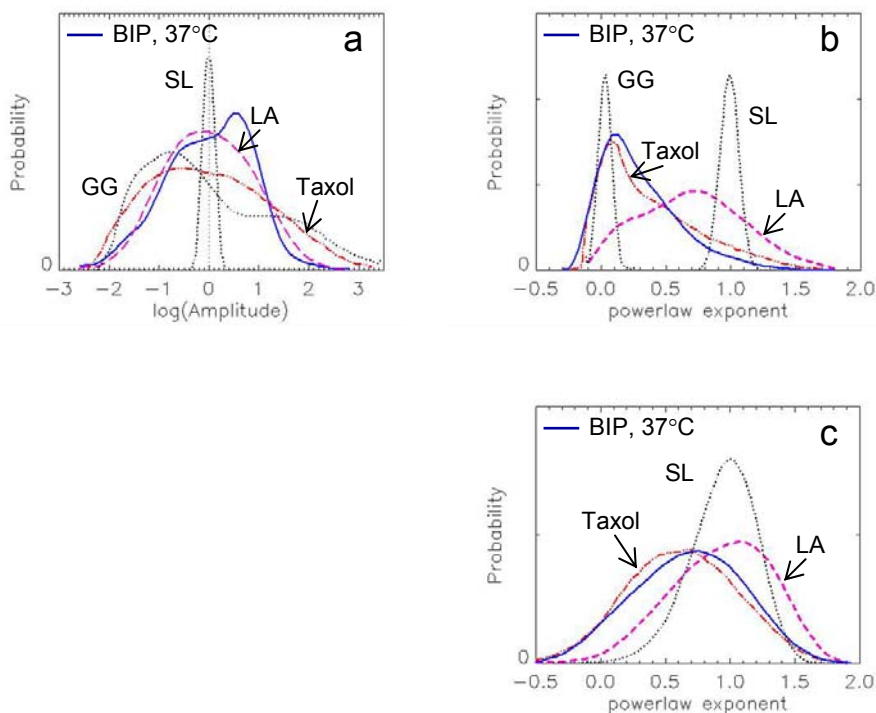 BIP, 37°C
a
SL
LA
GG
Taxol
Probability
0
−3 −2 −1 0 1 2 3
log(Amplitude)
BIP, 37°C
b
GG
SL
Taxol
LA
Probability
0
−0.5 0.0 0.5 1.0 1.5 2.0
powerlaw exponent
BIP, 37°C
c
SL
Taxol
LA
Probability
0
−0.5 0.0 0.5 1.0 1.5 2.0
powerlaw exponent